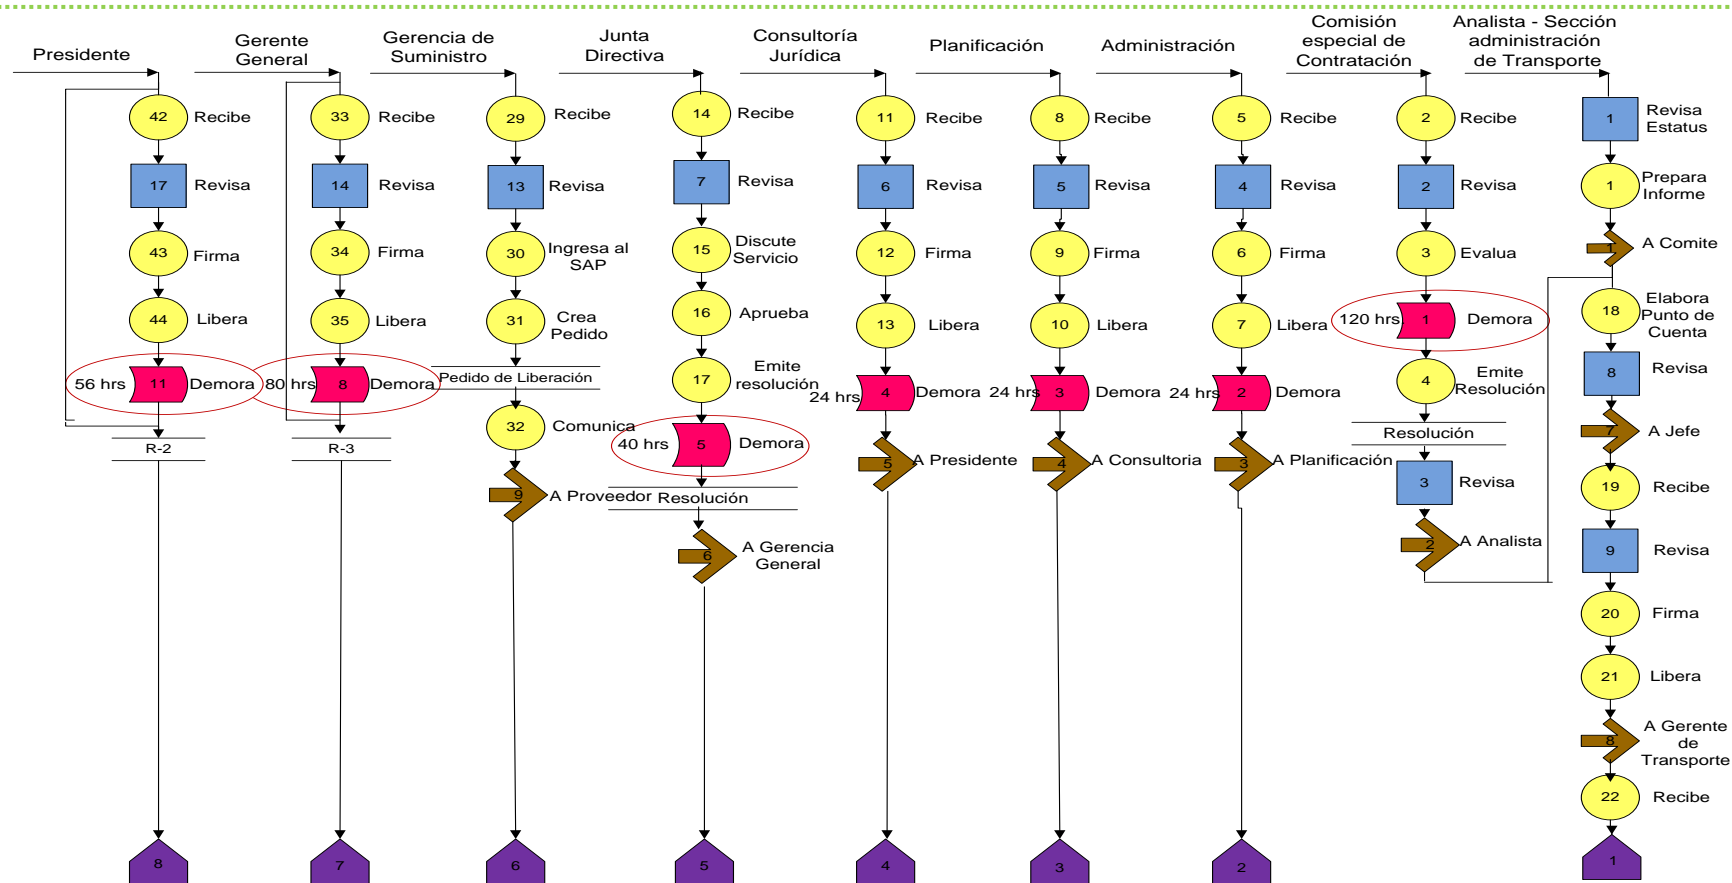 Presidente
Gerente
General
Gerencia de
Suministro
Junta
Directiva
Consultoría
Jurídica
Planificación
Administración
Comisión
especial de
Contratación
Analista - Sección
administración
de Transporte
42 Recibe
17 Revisa
43 Firma
44 Libera
56 hrs 11 Demora
R-2
8
33 Recibe
14 Revisa
34 Firma
35 Libera
80 hrs 8 Demora
R-3
7
29 Recibe
13 Revisa
30 Ingresa al
SAP
31 Crea
Pedido
Pedido de Liberación
32 Comunica
9 A Proveedor
6
14 Recibe
7 Revisa
15 Discute
Servicio
16 Aprueba
17 Emite
resolución
40 hrs 5 Demora
Resolución
6 A Gerencia
General
5
11 Recibe
6 Revisa
12 Firma
13 Libera
24 hrs 4 Demora
5 A Presidente
4
8 Recibe
5 Revisa
9 Firma
10 Libera
24 hrs 3 Demora
4 A Consultoria
3
5 Recibe
4 Revisa
6 Firma
7 Libera
24 hrs 2 Demora
3 A Planificación
2
2 Recibe
2 Revisa
3 Evalua
120 hrs 1 Demora
4 Emite
Resolución
Resolución
3 Revisa
2 A Analista
1 Revisa
Estatus
1 Prepara
Informe
1 A Comite
18 Elabora
Punto de
Cuenta
8 Revisa
7 A Jefe
19 Recibe
9 Revisa
20 Firma
21 Libera
8 A Gerente
de
Transporte
22 Recibe
1